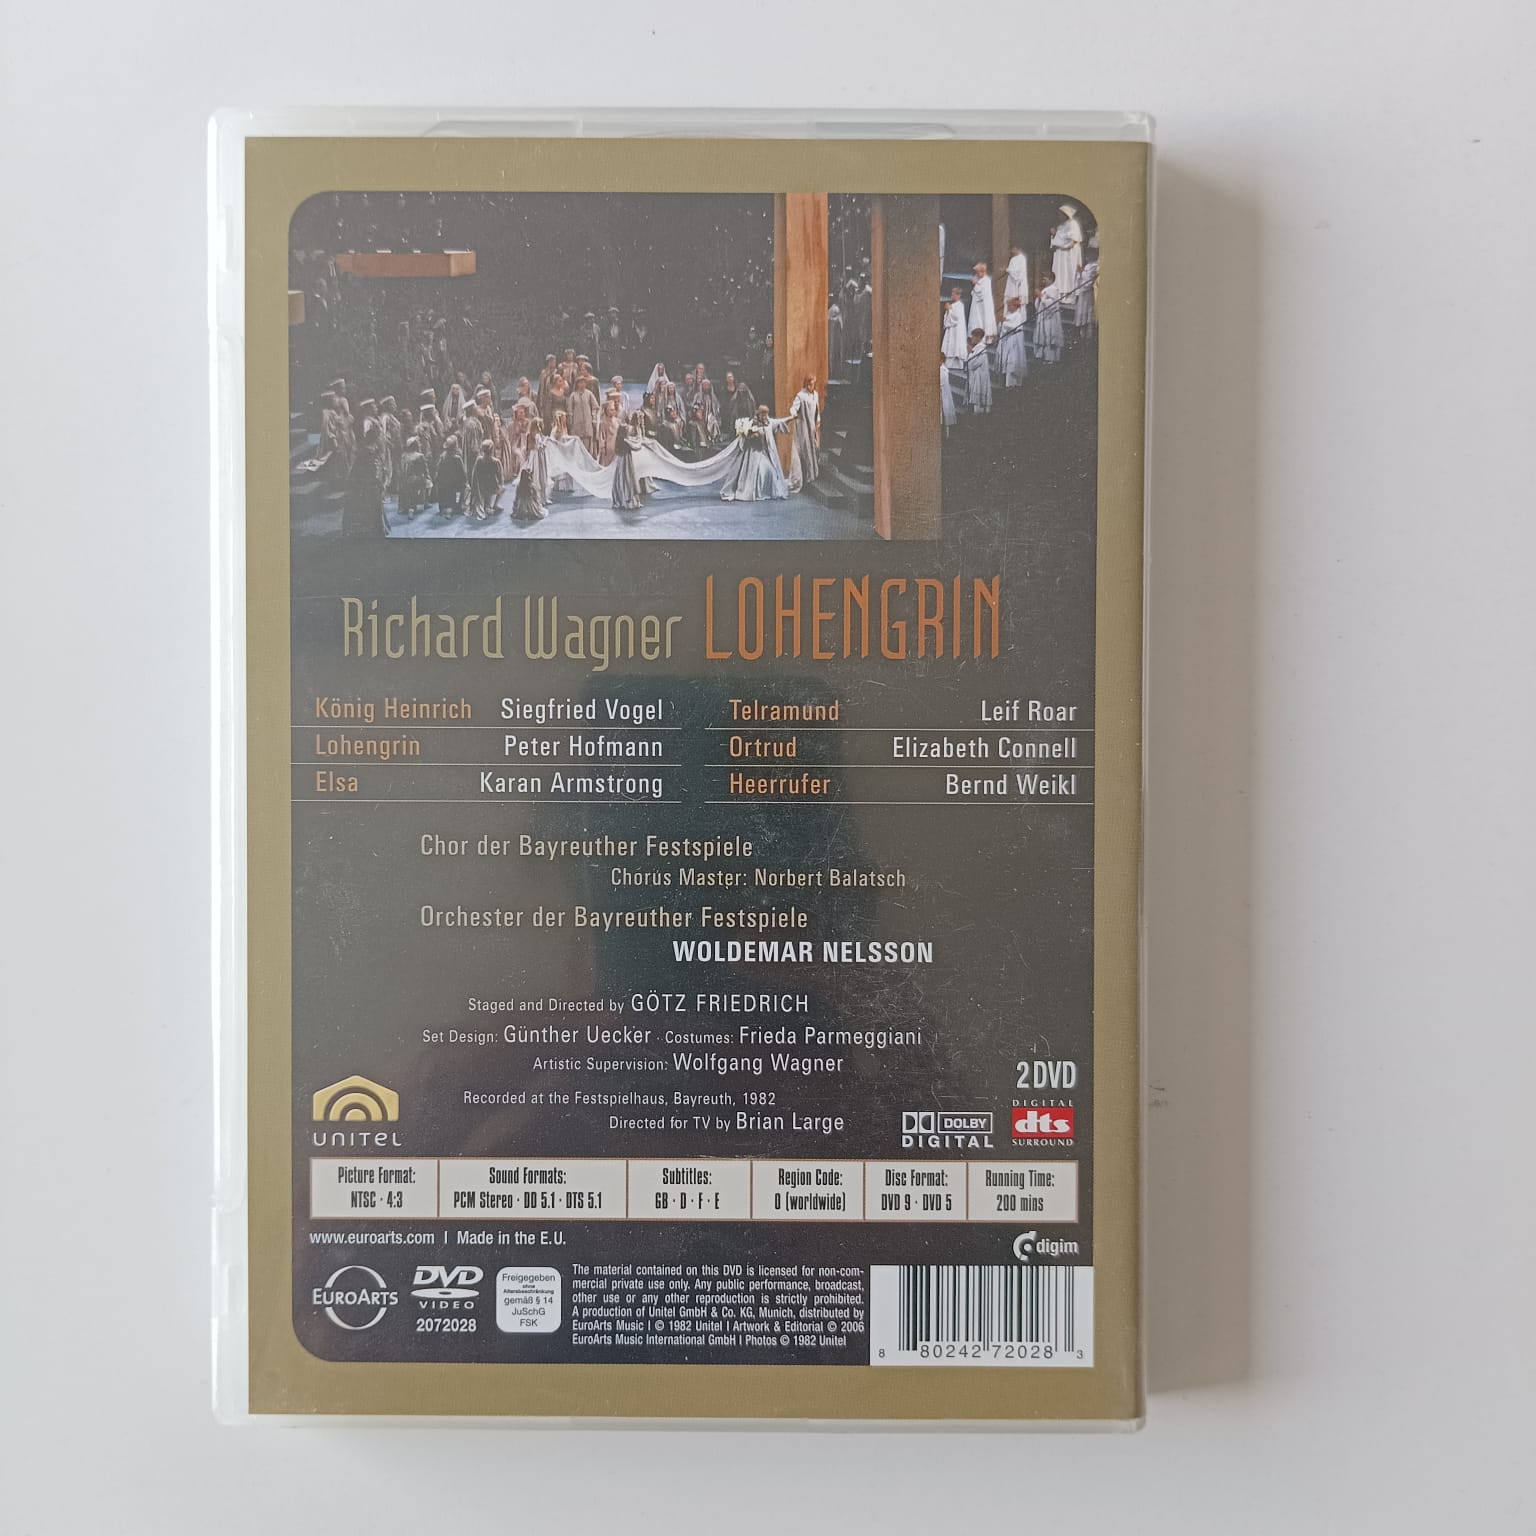 Richard Wagner LOHENGRIN
König Heinrich Siegfried Vogel
Lohengrin Peter Hofmann
Elsa Karan Armstrong
Telramund Leif Roar
Ortrud Elizabeth Connell
Heerrufer Bernd Weikl
Chor der Bayreuther Festspiele
Chorus Master: Norbert Balatsch
Orchester der Bayreuther Festspiele
WOLDEMAR NELSSON
Staged and Directed by GÖTZ FRIEDRICH
Set Design: Günther Uecker · Costumes: Frieda Parmeggiani
Artistic Supervision: Wolfgang Wagner
Recorded at the Festspielhaus, Bayreuth, 1982
Directed for TV by Brian Large
UNITEL
2 DVD
DOLBY
DIGITAL
DIGITAL
dts
SURROUND
Picture Format:
NTSC · 4:3
Sound Formats:
PCM Stereo · DD 5.1 · DTS 5.1
Subtitles:
GB · D · F · E
Region Code:
0 (worldwide)
Disc Format:
DVD 9 · DVD 5
Running Time:
200 mins
www.euroarts.com I Made in the E.U.
digim
EUROARTS
DVD
VIDEO
2072028
Freigegeben
ohne
Altersbeschränkung
gemäß § 14
JuSchG
FSK
The material contained on this DVD is licensed for non-com-
mercial private use only. Any public performance, broadcast,
other use or any other reproduction is strictly prohibited.
A production of Unitel GmbH & Co. KG, Munich, distributed by
EuroArts Music I © 1982 Unitel I Artwork & Editorial © 2006
EuroArts Music International GmbH I Photos © 1982 Unitel
8 80242 72028 3